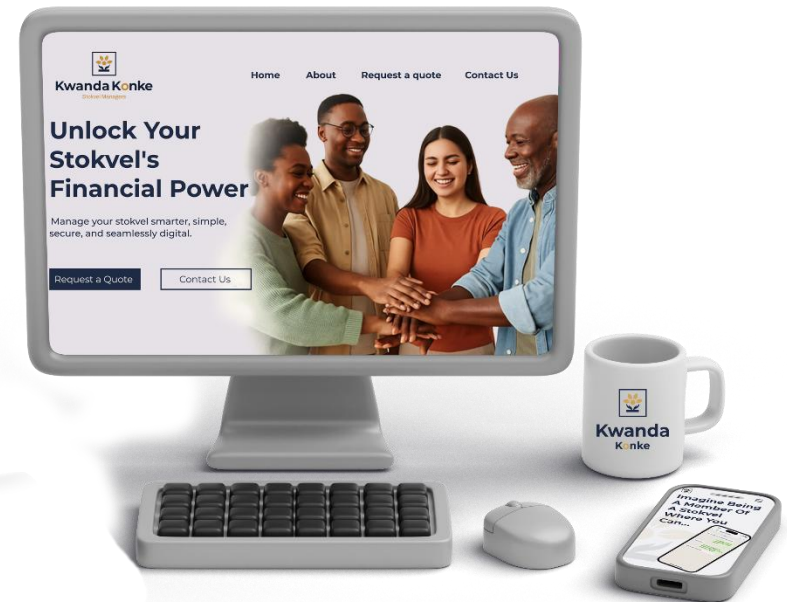 Kwanda Konke
Stokvel Managers
Home About Request a quote Contact Us
Unlock Your
Stokvel's
Financial Power
Manage your stokvel smarter, simple,
secure, and seamlessly digital.
Request a Quote Contact Us
Kwanda
Konke
Imagine Being
A Member Of
A Stokvel
Where You
Can...